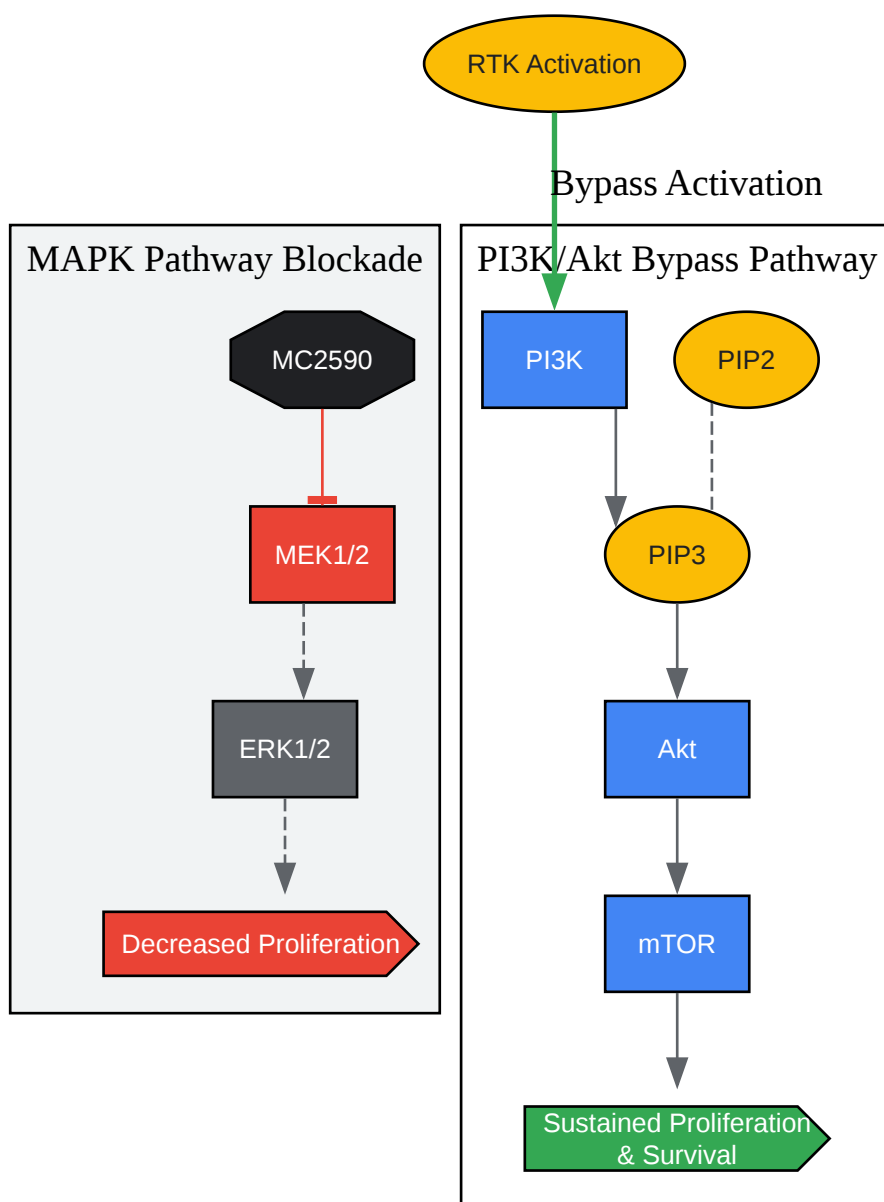 RTK Activation
Bypass Activation
MAPK Pathway Blockade
MC2590
MEK1/2
ERK1/2
Decreased Proliferation
PI3K/Akt Bypass Pathway
PI3K
PIP2
PIP3
Akt
mTOR
Sustained Proliferation
& Survival